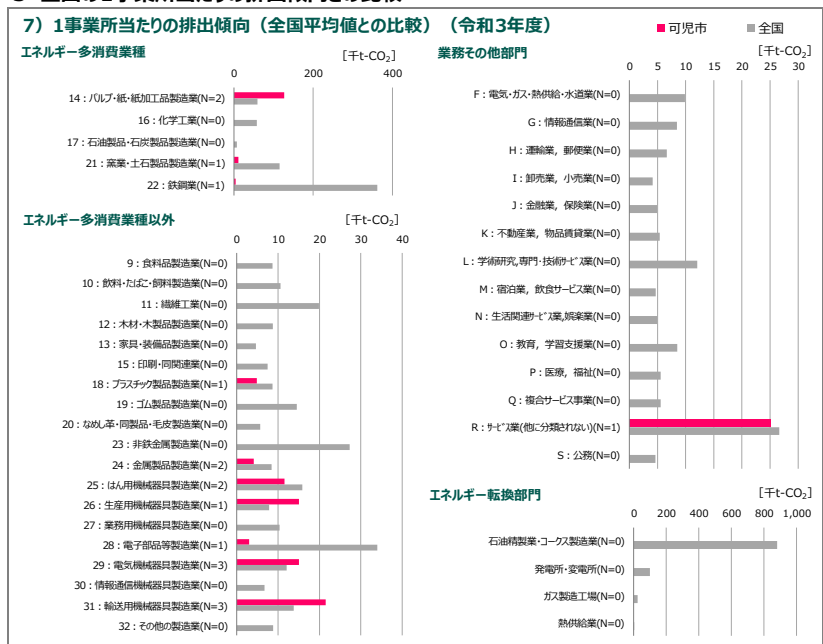 7）1事業所当たりの排出傾向（全国平均値との比較）（令和3年度）
可児市 全国
エネルギー多消費業種
[千t-CO2]
0 200 400
14：パルプ・紙・紙加工品製造業(N=2)
16：化学工業(N=0)
17：石油製品・石炭製品製造業(N=0)
21：窯業・土石製品製造業(N=1)
22：鉄鋼業(N=1)
エネルギー多消費業種以外
[千t-CO2]
0 10 20 30 40
9：食料品製造業(N=0)
10：飲料・たばこ・飼料製造業(N=0)
11：繊維工業(N=0)
12：木材・木製品製造業(N=0)
13：家具・装備品製造業(N=0)
15：印刷・同関連業(N=0)
18：プラスチック製品製造業(N=1)
19：ゴム製品製造業(N=0)
20：なめし革・同製品・毛皮製造業(N=0)
23：非鉄金属製造業(N=0)
24：金属製品製造業(N=2)
25：はん用機械器具製造業(N=2)
26：生産用機械器具製造業(N=1)
27：業務用機械器具製造業(N=0)
28：電子部品等製造業(N=1)
29：電気機械器具製造業(N=3)
30：情報通信機械器具製造業(N=0)
31：輸送用機械器具製造業(N=3)
32：その他の製造業(N=0)
業務その他部門
[千t-CO2]
0 5 10 15 20 25 30
F：電気・ガス・熱供給・水道業(N=0)
G：情報通信業(N=0)
H：運輸業，郵便業(N=0)
I：卸売業，小売業(N=0)
J：金融業，保険業(N=0)
K：不動産業，物品賃貸業(N=0)
L：学術研究,専門・技術ｻｰﾋﾞｽ業(N=0)
M：宿泊業，飲食サービス業(N=0)
N：生活関連ｻｰﾋﾞｽ業,娯楽業(N=0)
O：教育，学習支援業(N=0)
P：医療，福祉(N=0)
Q：複合サービス事業(N=0)
R：ｻｰﾋﾞｽ業(他に分類されない)(N=1)
S：公務(N=0)
エネルギー転換部門
[千t-CO2]
0 200 400 600 800 1,000
石油精製業・コークス製造業(N=0)
発電所・変電所(N=0)
ガス製造工場(N=0)
熱供給業(N=0)